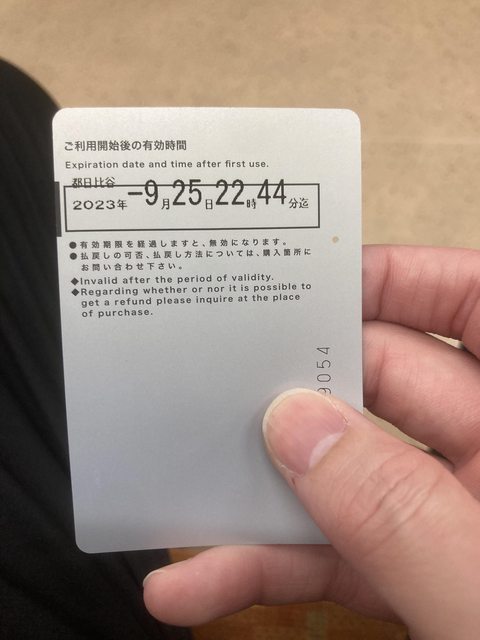 ご利用開始後の有効時間
Expiration date and time after first use.
都日比谷
2023年 -9月25日22時44分迄
●有効期限を経過しますと、無効になります。
●払戻しの可否、払戻し方法については、購入箇所に
お問い合わせ下さい。
◆Invalid after the period of validity.
◆Regarding whether or nor it is possible to
get a refund please inquire at the place
of purchase.
9054